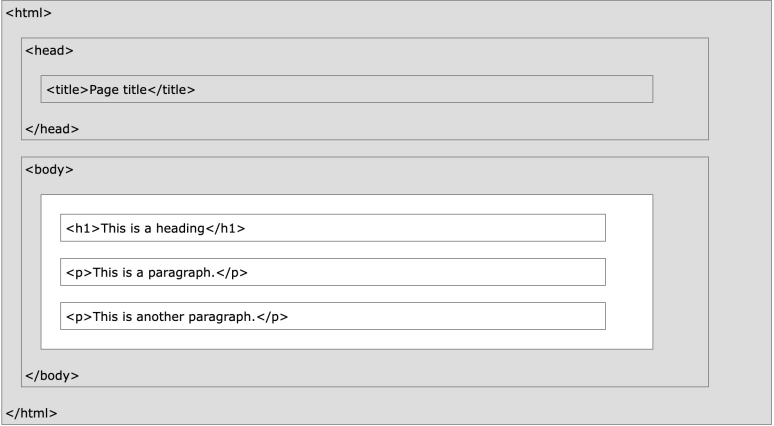 <html>
<head>
<title>Page title</title>
</head>
<body>
<h1>This is a heading</h1>
<p>This is a paragraph.</p>
<p>This is another paragraph.</p>
</body>
</html>